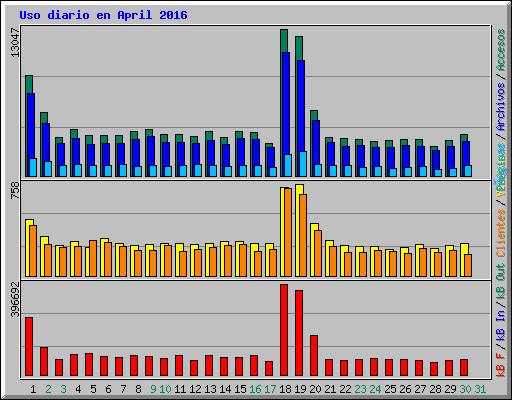 Uso diario en April 2016
13047
758
396692
Accesos
Archivos /
Clientes /
kB F / kB In / kB Out
1 2 3 4 5 6 7 8 9 10 11 12 13 14 15 16 17 18 19 20 21 22 23 24 25 26 27 28 29 30 31